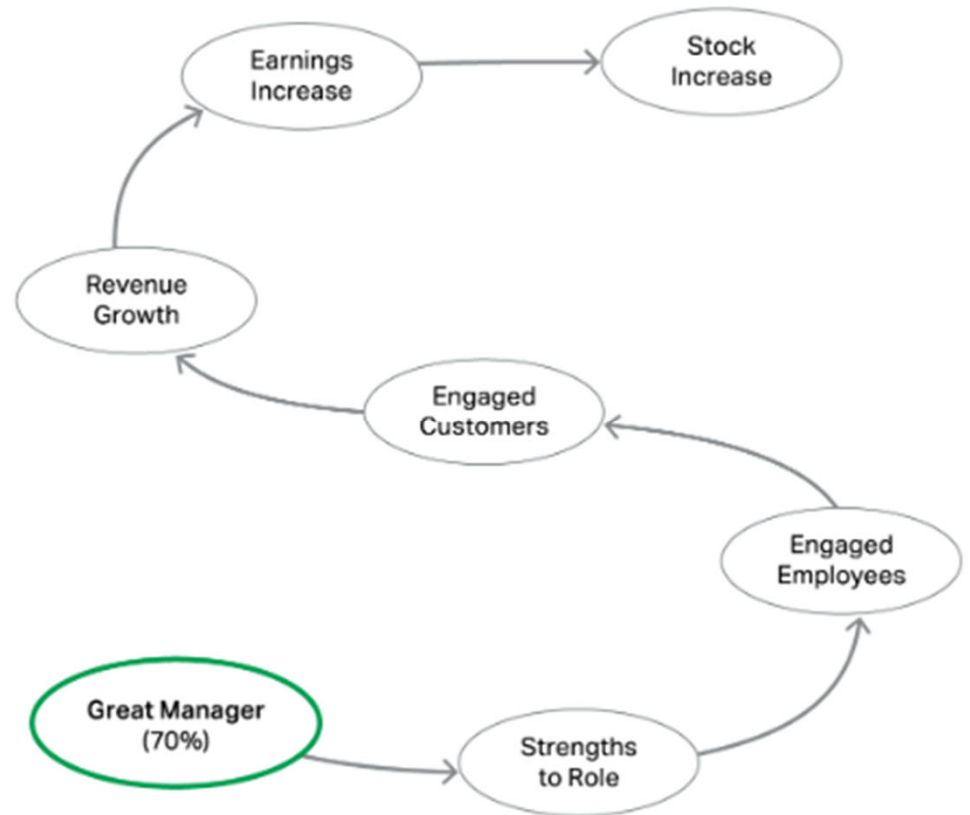 Earnings
Increase
Stock
Increase
Revenue
Growth
Engaged
Customers
Engaged
Employees
Great Manager
(70%)
Strengths
to Role